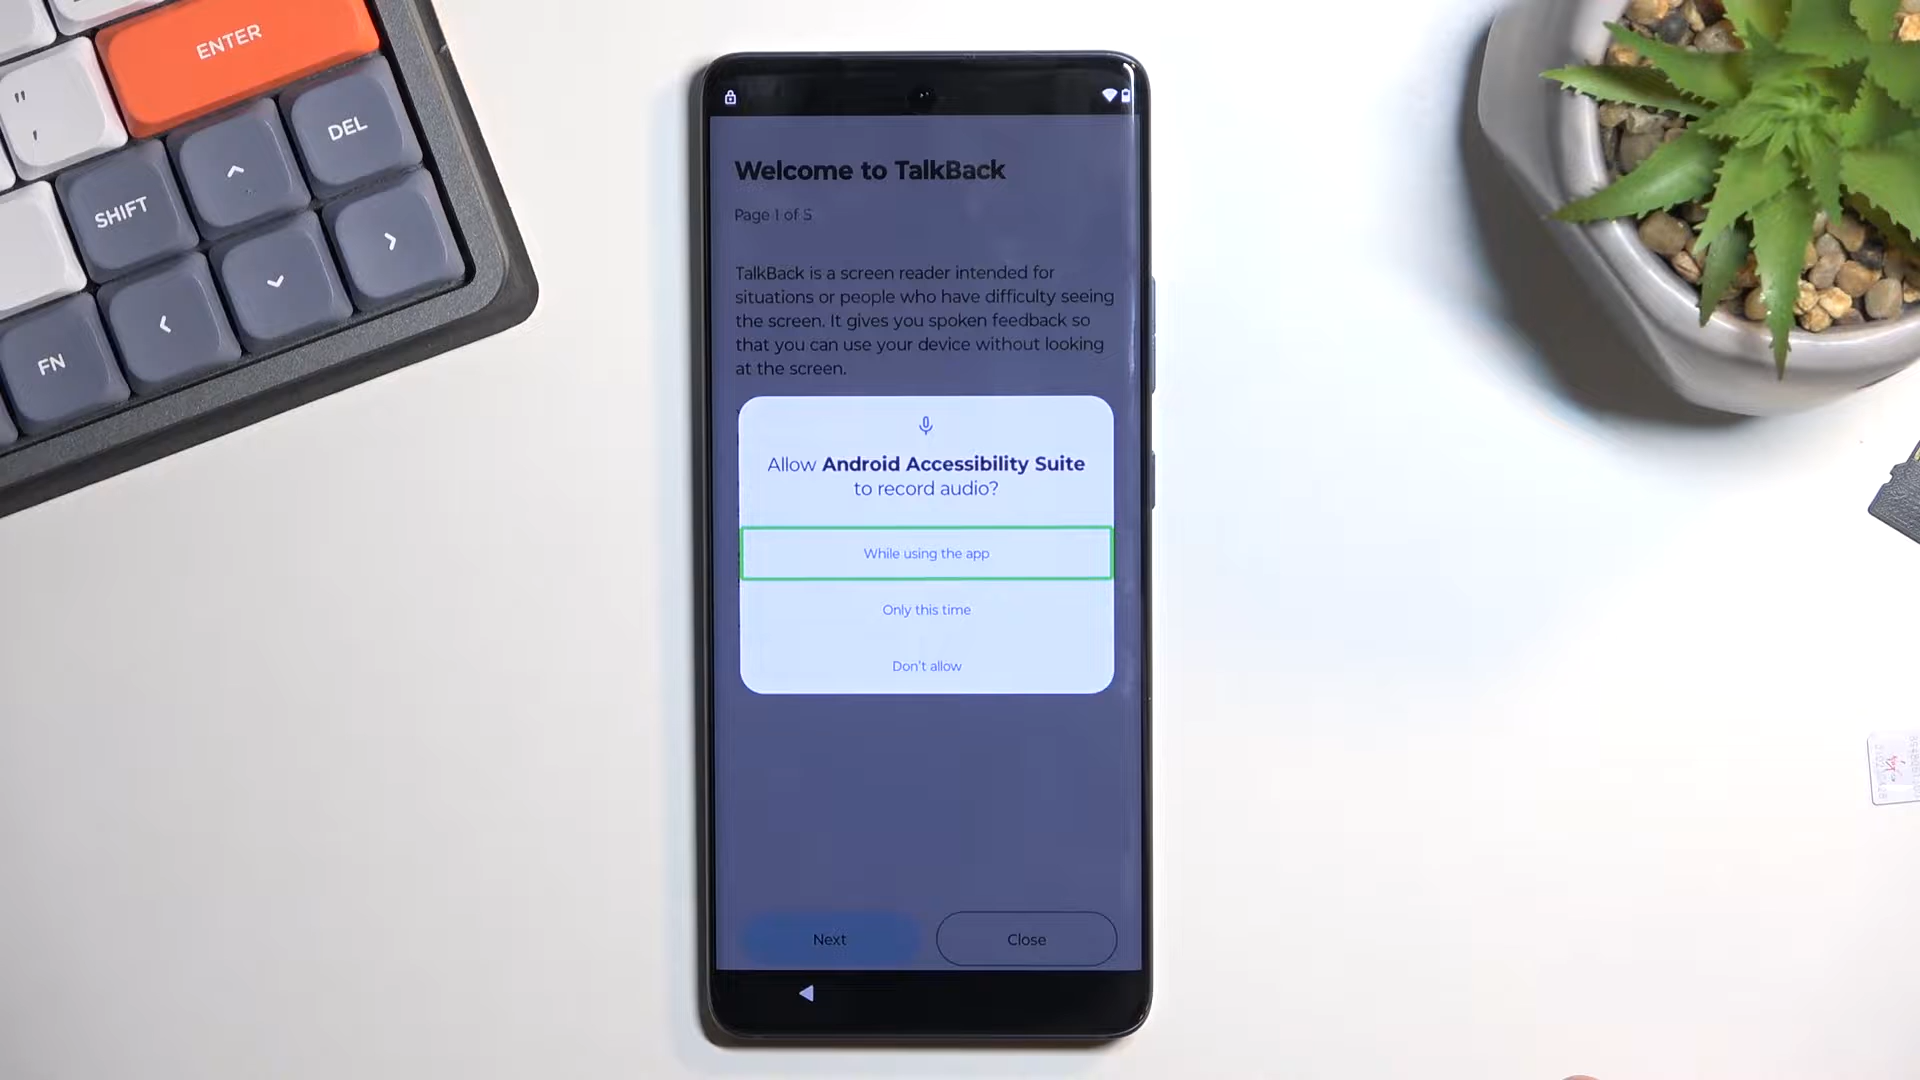 ENTER
"
,
DEL
SHIFT
FN
Welcome to TalkBack
Page 1 of 5
TalkBack is a screen reader intended for
situations or people who have difficulty seeing
the screen. It gives you spoken feedback so
that you can use your device without looking
at the screen.
Allow Android Accessibility Suite
to record audio?
While using the app
Only this time
Don't allow
Next
Close